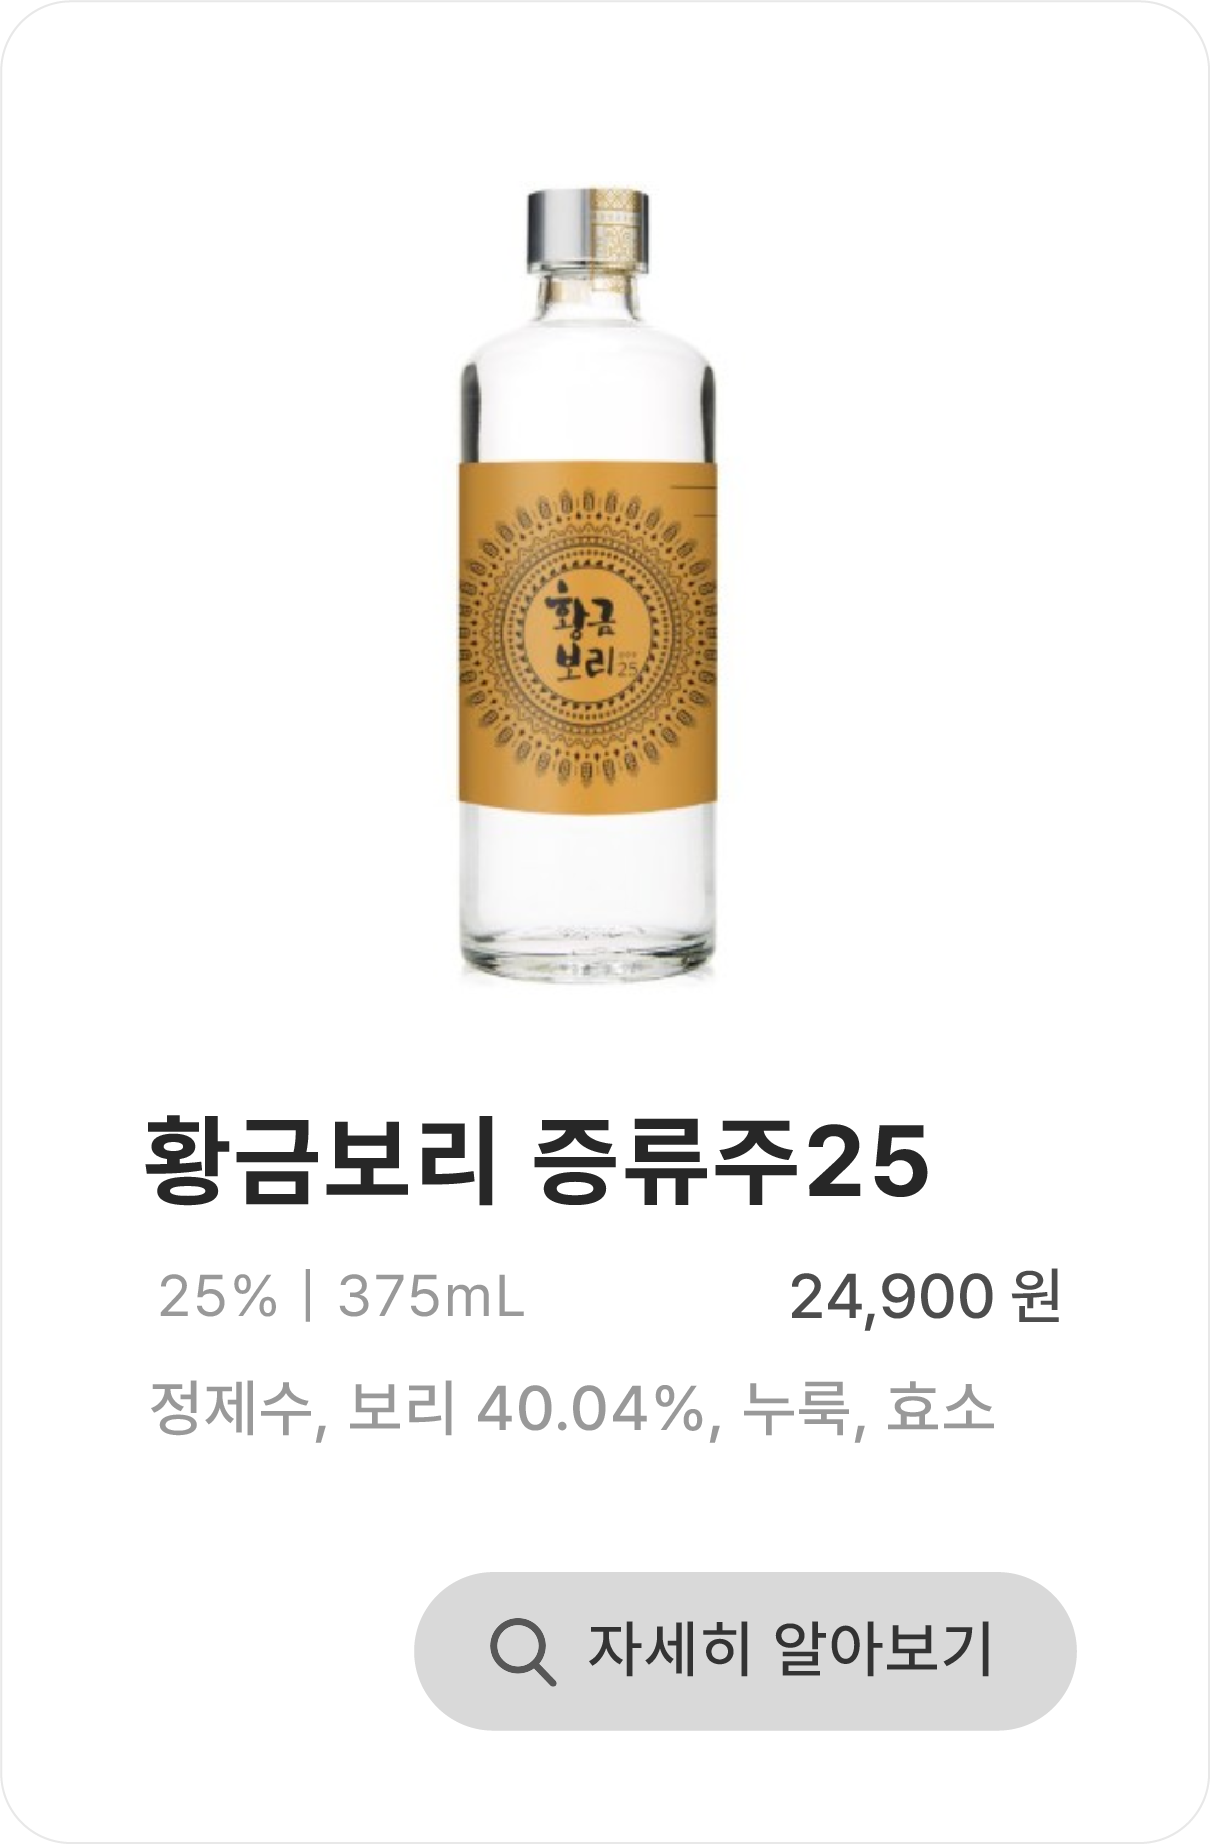 황금
보리 25
황금보리 증류주25
25% | 375mL
24,900 원
정제수, 보리 40.04%, 누룩, 효소
자세히 알아보기